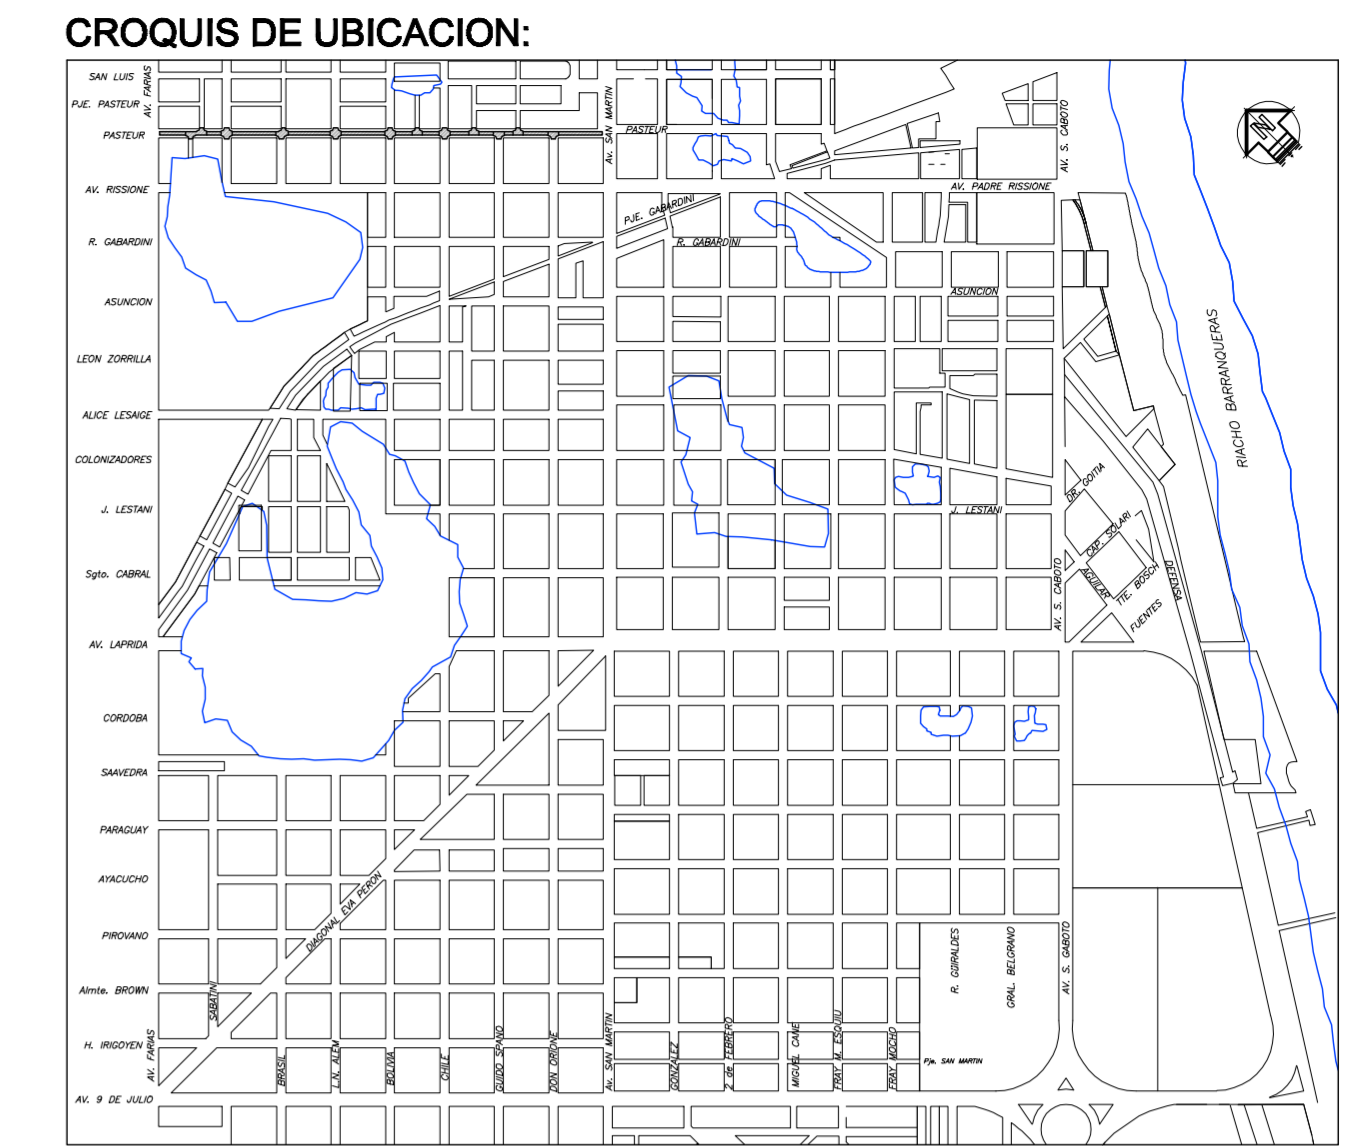 CROQUIS DE UBICACION:
SAN LUIS
AV. FARIAS
PJE. PASTEUR
PASTEUR
AV. SAN MARTIN
PASTEUR
AV. S. CABOTO
N
AV. RISSIONE
AV. PADRE RISSIONE
PJE. GABARDINI
R. GABARDINI
R. GABARDINI
ASUNCION
ASUNCION
LEON ZORRILLA
RIACHO BARRANQUERAS
ALICE LESAIGE
COLONIZADORES
DR. GOITIA
J. LESTANI
J. LESTANI
CAP. SOLARI
Sgto. CABRAL
AV. S. CABOTO
AGUILAR
TTE. BOSCH
DEFENSA
FUENTES
AV. LAPRIDA
CORDOBA
SAAVEDRA
PARAGUAY
AYACUCHO
DIAGONAL EVA PERON
PIROVANO
R. GÜIRALDES
GRAL. BELGRANO
AV. S. GABOTO
Almte. BROWN
SABATINI
H. IRIGOYEN
AV. FARIAS
BRASIL
L.N. ALEM
BOLIVIA
CHILE
GUIDO SPANO
DON ORIONE
Av. SAN MARTIN
GONZALEZ
2 de FEBRERO
MIGUEL CANE
FRAY M. ESQUIU
FRAY MOCHO
Pje. SAN MARTIN
AV. 9 DE JULIO